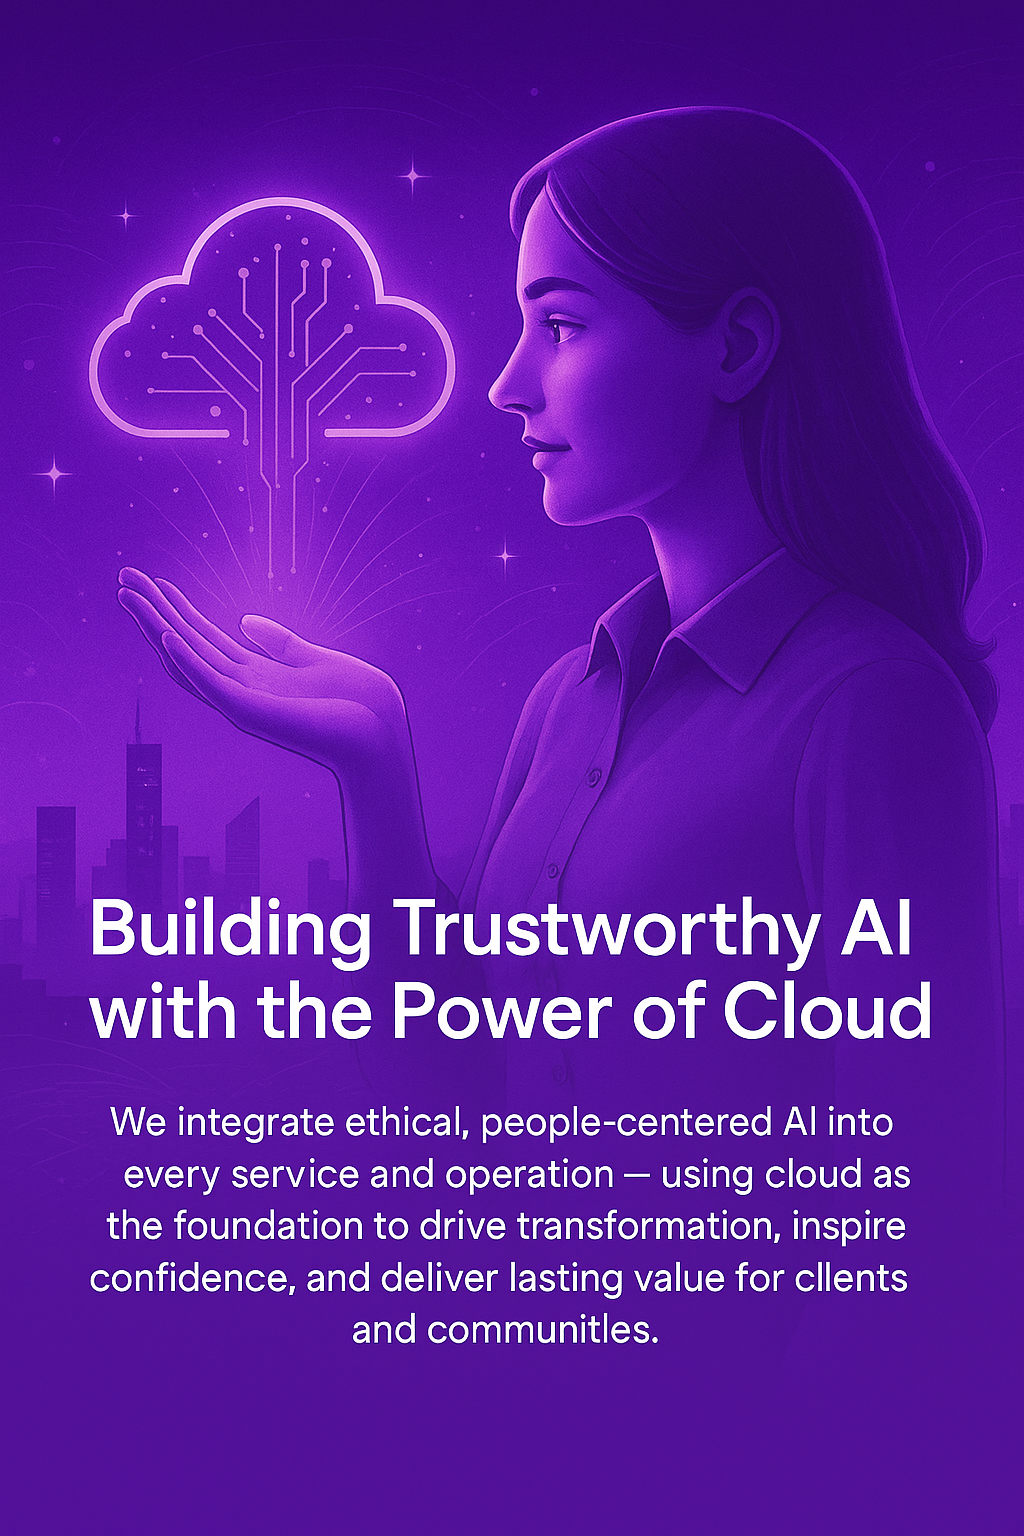 Building Trustworthy AI
with the Power of Cloud
We integrate ethical, people-centered AI into
every service and operation — using cloud as
the foundation to drive transformation, inspire
confidence, and deliver lasting value for cllents
and communitles.